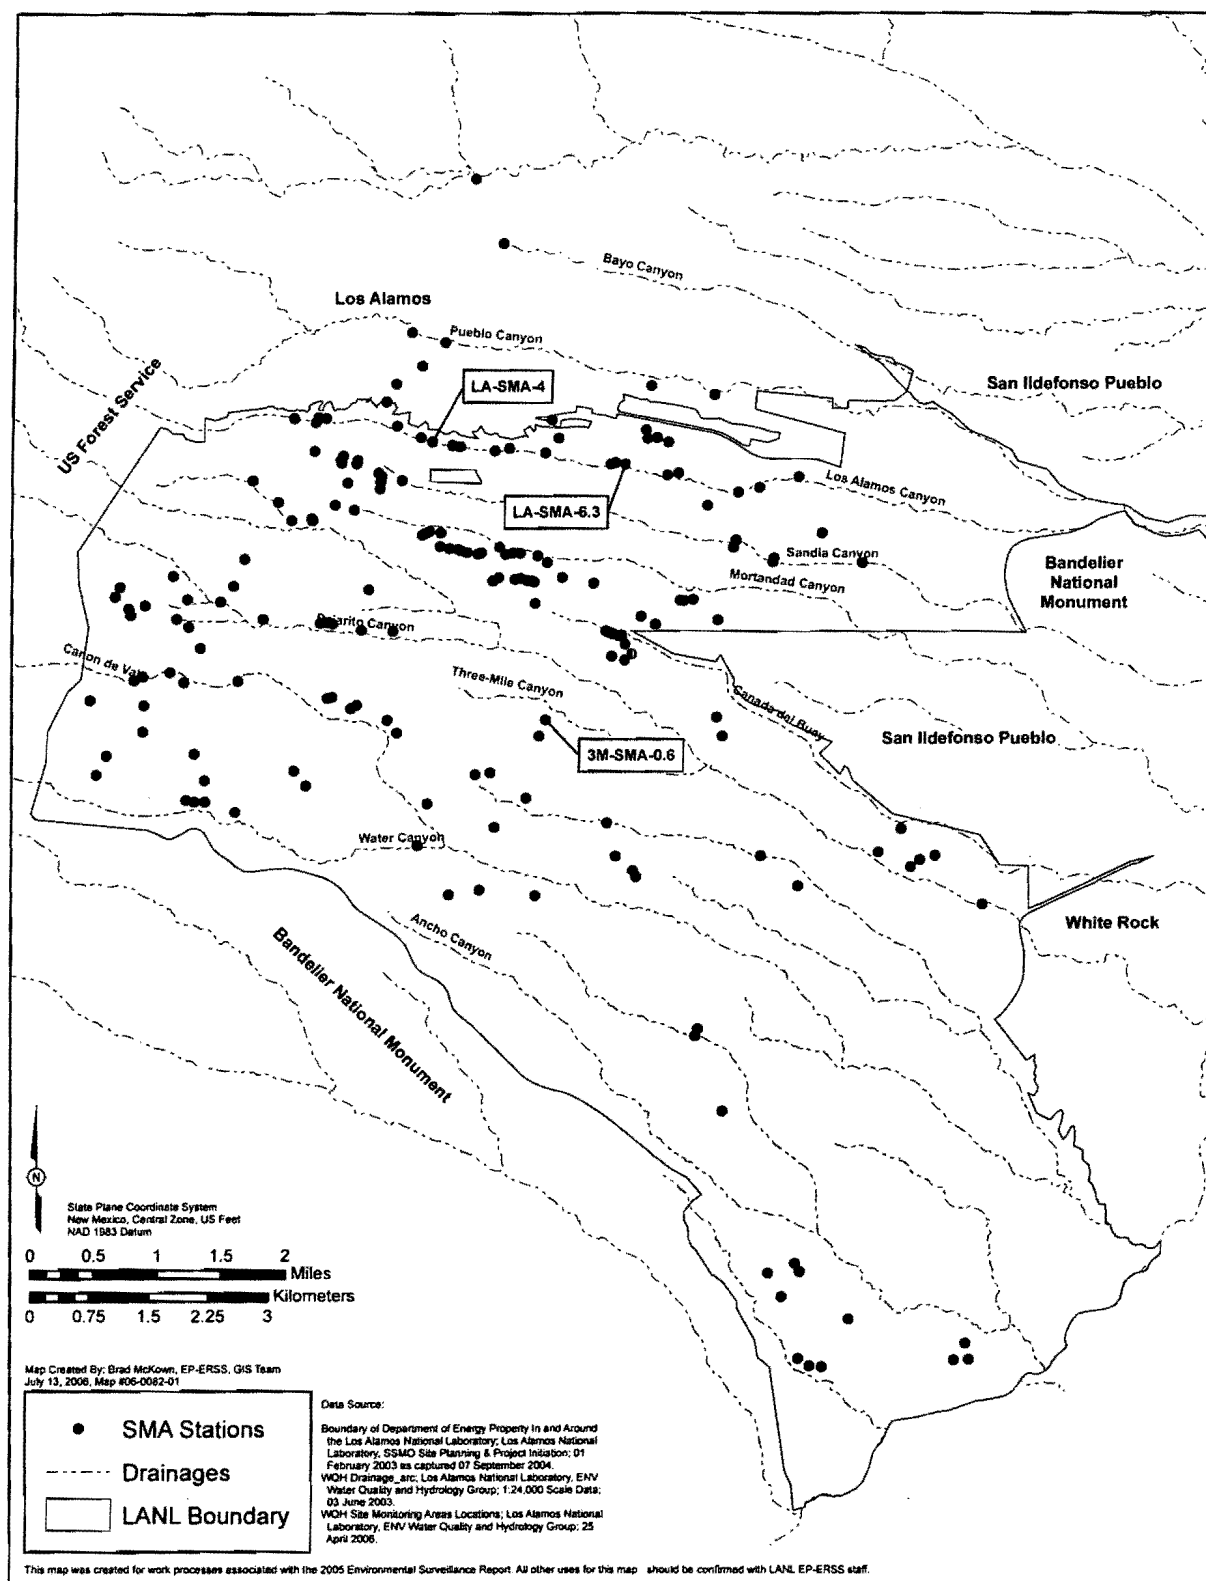 Bayo Canyon
Los Alamos
Pueblo Canyon
San Ildefonso Pueblo
US Forest Service
LA-SMA-4
Los Alamos Canyon
LA-SMA-6.3
Sandia Canyon
Bandelier
National
Monument
Mortandad Canyon
Pajarito Canyon
Canon de Valle
Three-Mile Canyon
Canada del Buey
San Ildefonso Pueblo
3M-SMA-0.6
Water Canyon
White Rock
Ancho Canyon
Bandelier National Monument
N
State Plane Coordinate System
New Mexico, Central Zone, US Feet
NAD 1983 Datum
0 0.5 1 1.5 2
Miles
Kilometers
0 0.75 1.5 2.25 3
Map Created By: Brad McKown, EP-ERSS, GIS Team
July 13, 2006, Map #06-0082-01
SMA Stations
Drainages
LANL Boundary
Data Source:
Boundary of Department of Energy Property In and Around
the Los Alamos National Laboratory; Los Alamos National
Laboratory, SSMO Site Planning & Project Initiation; 01
February 2003 as captured 07 September 2004.
WQH Drainage_arc; Los Alamos National Laboratory, ENV
Water Quality and Hydrology Group; 1:24,000 Scale Data;
03 June 2003.
WQH Site Monitoring Areas Locations; Los Alamos National
Laboratory, ENV Water Quality and Hydrology Group; 25
April 2006.
This map was created for work processes associated with the 2005 Environmental Surveillance Report. All other uses for this map should be confirmed with LANL EP-ERSS staff.